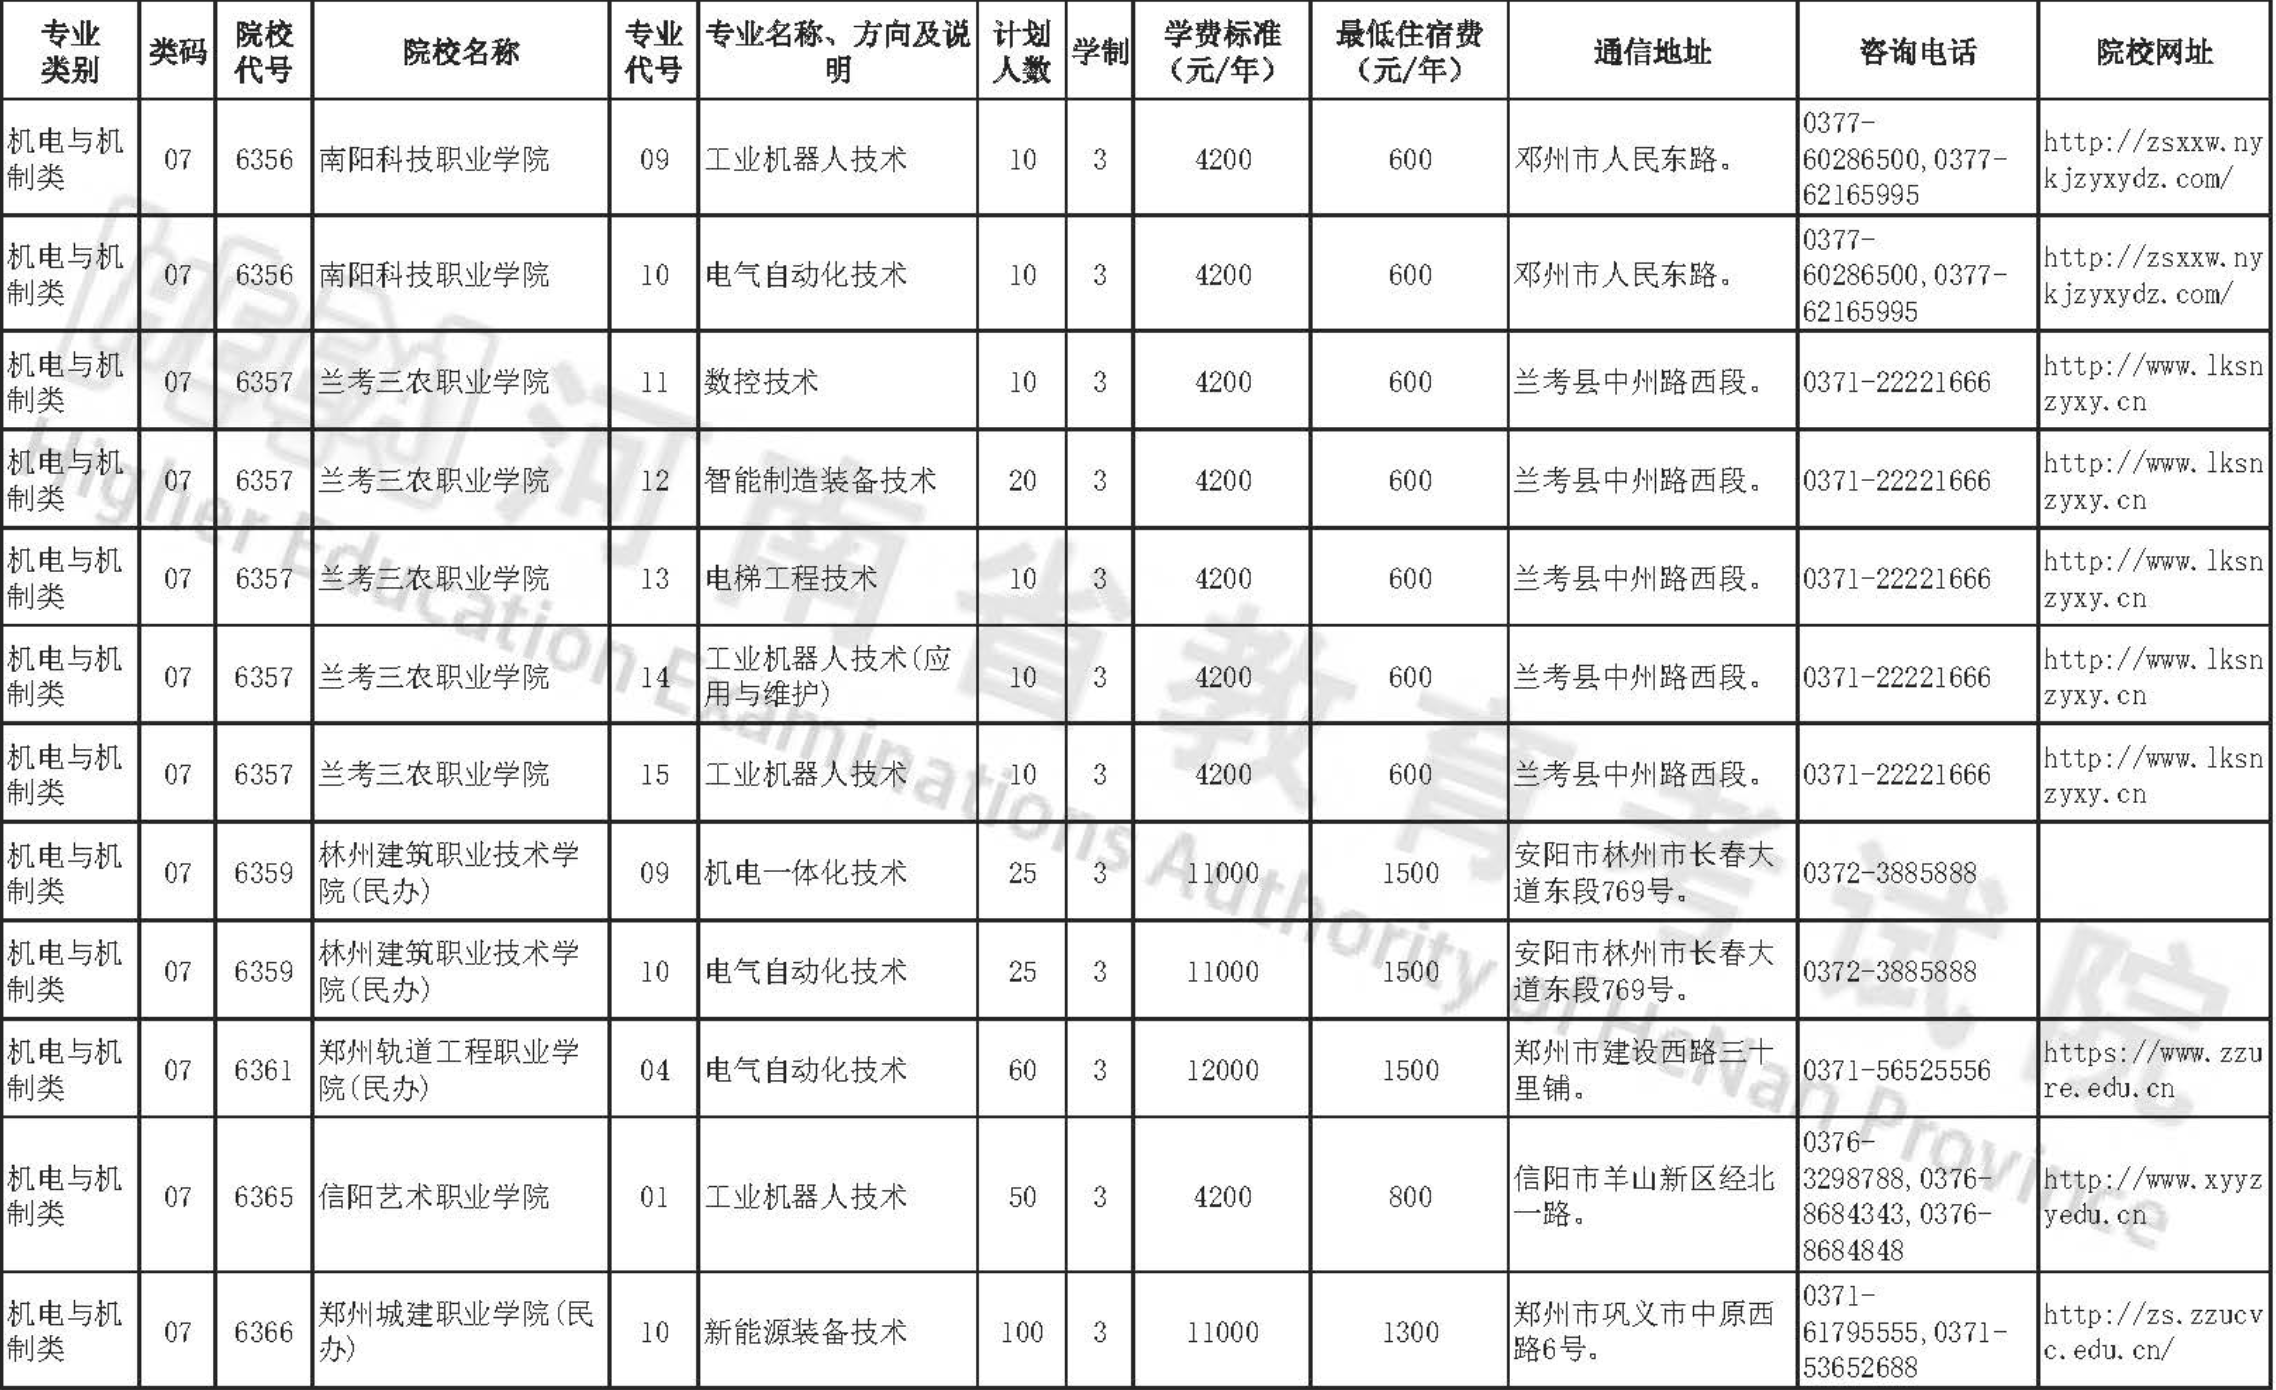 专业类别 类码 院校代号 院校名称 专业代号 专业名称、方向及说明 计划人数 学制 学费标准（元/年） 最低住宿费（元/年） 通信地址 咨询电话 院校网址
机电与机制类 07 6356 南阳科技职业学院 09 工业机器人技术 10 3 4200 600 邓州市人民东路。 0377-60286500,0377-62165995 http://zsxxw.nykjzyxydz.com/
机电与机制类 07 6356 南阳科技职业学院 10 电气自动化技术 10 3 4200 600 邓州市人民东路。 0377-60286500,0377-62165995 http://zsxxw.nykjzyxydz.com/
机电与机制类 07 6357 兰考三农职业学院 11 数控技术 10 3 4200 600 兰考县中州路西段。 0371-22221666 http://www.lksnzyxy.cn
机电与机制类 07 6357 兰考三农职业学院 12 智能制造装备技术 20 3 4200 600 兰考县中州路西段。 0371-22221666 http://www.lksnzyxy.cn
机电与机制类 07 6357 兰考三农职业学院 13 电梯工程技术 10 3 4200 600 兰考县中州路西段。 0371-22221666 http://www.lksnzyxy.cn
机电与机制类 07 6357 兰考三农职业学院 14 工业机器人技术(应用与维护) 10 3 4200 600 兰考县中州路西段。 0371-22221666 http://www.lksnzyxy.cn
机电与机制类 07 6357 兰考三农职业学院 15 工业机器人技术 10 3 4200 600 兰考县中州路西段。 0371-22221666 http://www.lksnzyxy.cn
机电与机制类 07 6359 林州建筑职业技术学院(民办) 09 机电一体化技术 25 3 11000 1500 安阳市林州市长春大道东段769号。 0372-3885888
机电与机制类 07 6359 林州建筑职业技术学院(民办) 10 电气自动化技术 25 3 11000 1500 安阳市林州市长春大道东段769号。 0372-3885888
机电与机制类 07 6361 郑州轨道工程职业学院(民办) 04 电气自动化技术 60 3 12000 1500 郑州市建设西路三十里铺。 0371-56525556 https://www.zzure.edu.cn
机电与机制类 07 6365 信阳艺术职业学院 01 工业机器人技术 50 3 4200 800 信阳市羊山新区经北一路。 0376-3298788,0376-8684343,0376-8684848 http://www.xyyzyedu.cn
机电与机制类 07 6366 郑州城建职业学院(民办) 10 新能源装备技术 100 3 11000 1300 郑州市巩义市中原西路6号。 0371-61795555,0371-53652688 http://zs.zzucvc.edu.cn/
河南省教育考试院
Higher Education Examinations Authority of HeNan Province